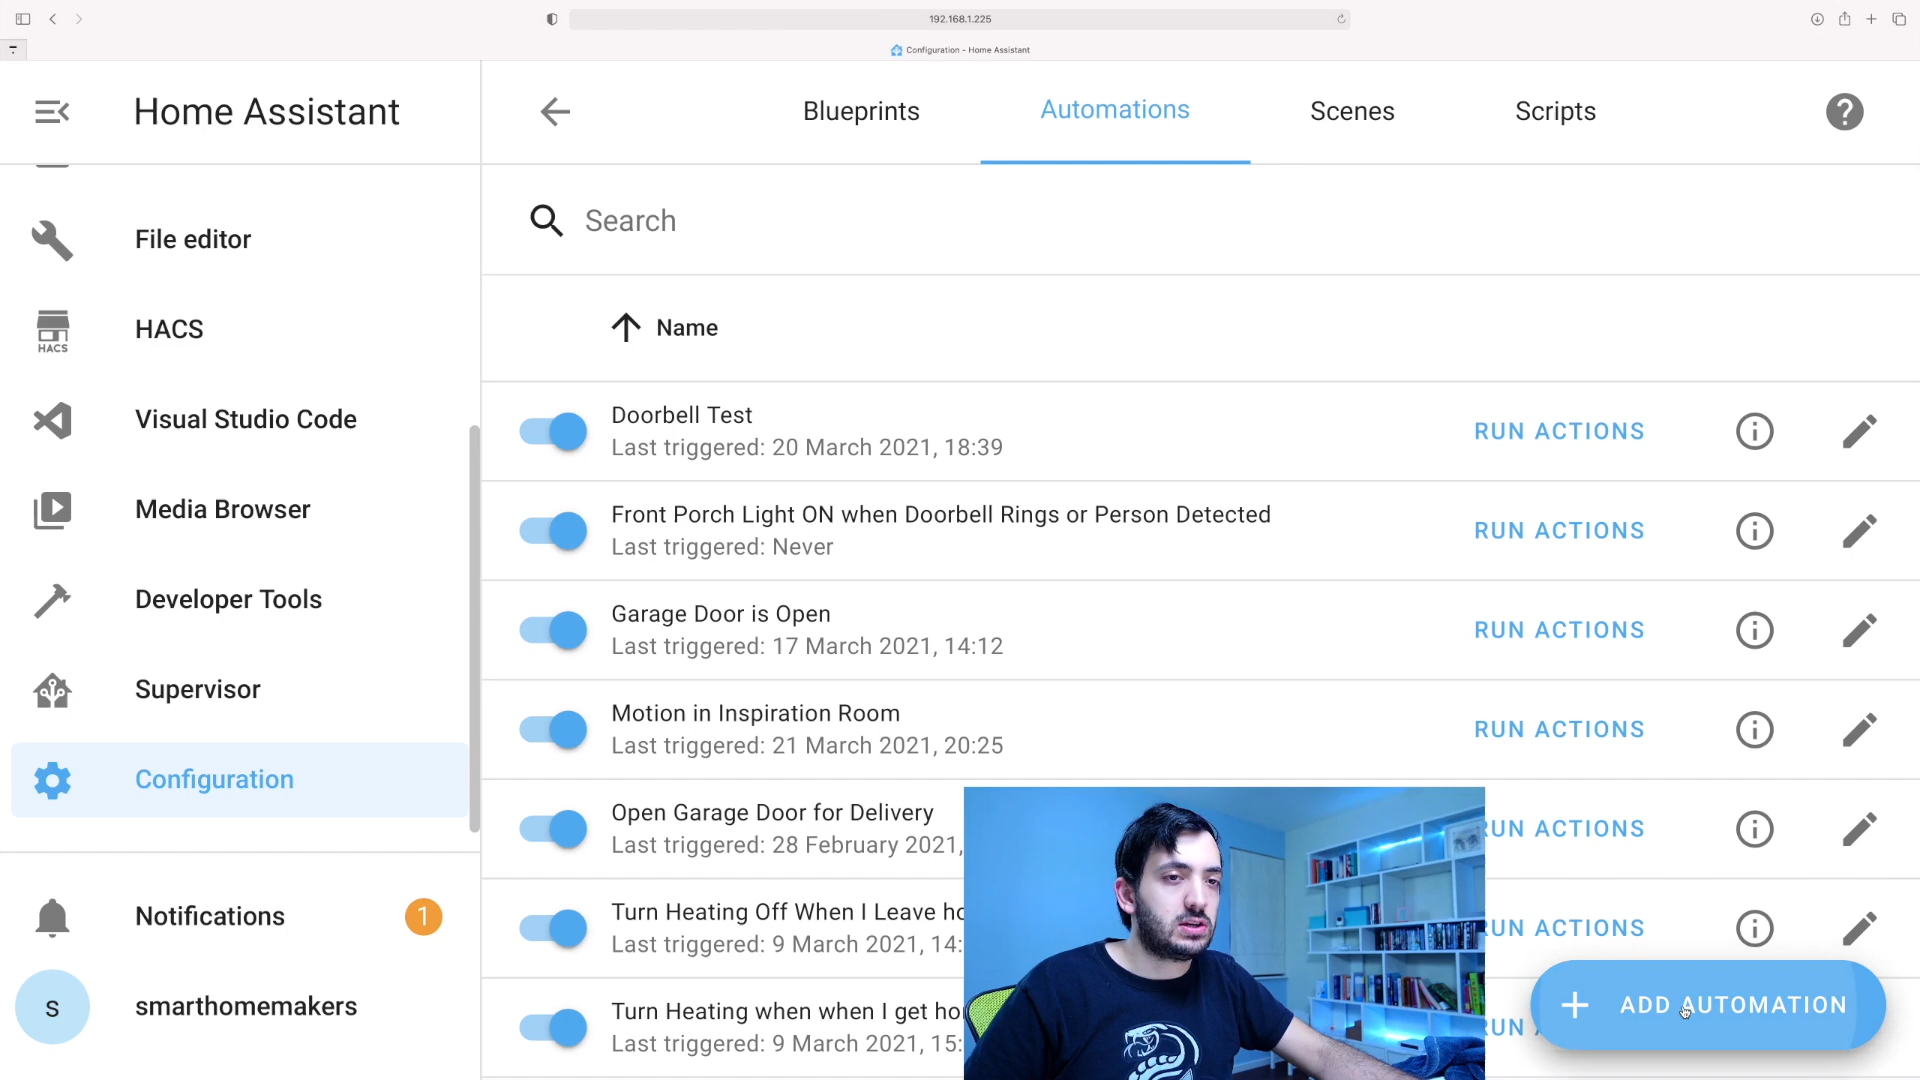 192.168.1.225
Configuration - Home Assistant
Home Assistant
Blueprints
Automations
Scenes
Scripts
Search
Name
File editor
HACS
HACS
Visual Studio Code
Media Browser
Developer Tools
Supervisor
Configuration
Notifications
1
S
smarthomemakers
Doorbell Test
Last triggered: 20 March 2021, 18:39
RUN ACTIONS
Front Porch Light ON when Doorbell Rings or Person Detected
Last triggered: Never
RUN ACTIONS
Garage Door is Open
Last triggered: 17 March 2021, 14:12
RUN ACTIONS
Motion in Inspiration Room
Last triggered: 21 March 2021, 20:25
RUN ACTIONS
Open Garage Door for Delivery
Last triggered: 28 February 2021,
RUN ACTIONS
Turn Heating Off When I Leave
Last triggered: 9 March 2021, 14:
RUN ACTIONS
Turn Heating when when I get
Last triggered: 9 March 2021, 15:
RUN
ADD AUTOMATION